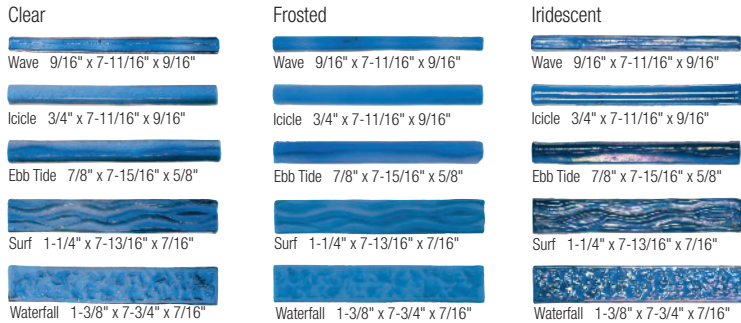 Clear
Wave 9/16" x 7-11/16" x 9/16"
Icicle 3/4" x 7-11/16" x 9/16"
Ebb Tide 7/8" x 7-15/16" x 5/8"
Surf 1-1/4" x 7-13/16" x 7/16"
Waterfall 1-3/8" x 7-3/4" x 7/16"
Frosted
Wave 9/16" x 7-11/16" x 9/16"
Icicle 3/4" x 7-11/16" x 9/16"
Ebb Tide 7/8" x 7-15/16" x 5/8"
Surf 1-1/4" x 7-13/16" x 7/16"
Waterfall 1-3/8" x 7-3/4" x 7/16"
Iridescent
Wave 9/16" x 7-11/16" x 9/16"
Icicle 3/4" x 7-11/16" x 9/16"
Ebb Tide 7/8" x 7-15/16" x 5/8"
Surf 1-1/4" x 7-13/16" x 7/16"
Waterfall 1-3/8" x 7-3/4" x 7/16"